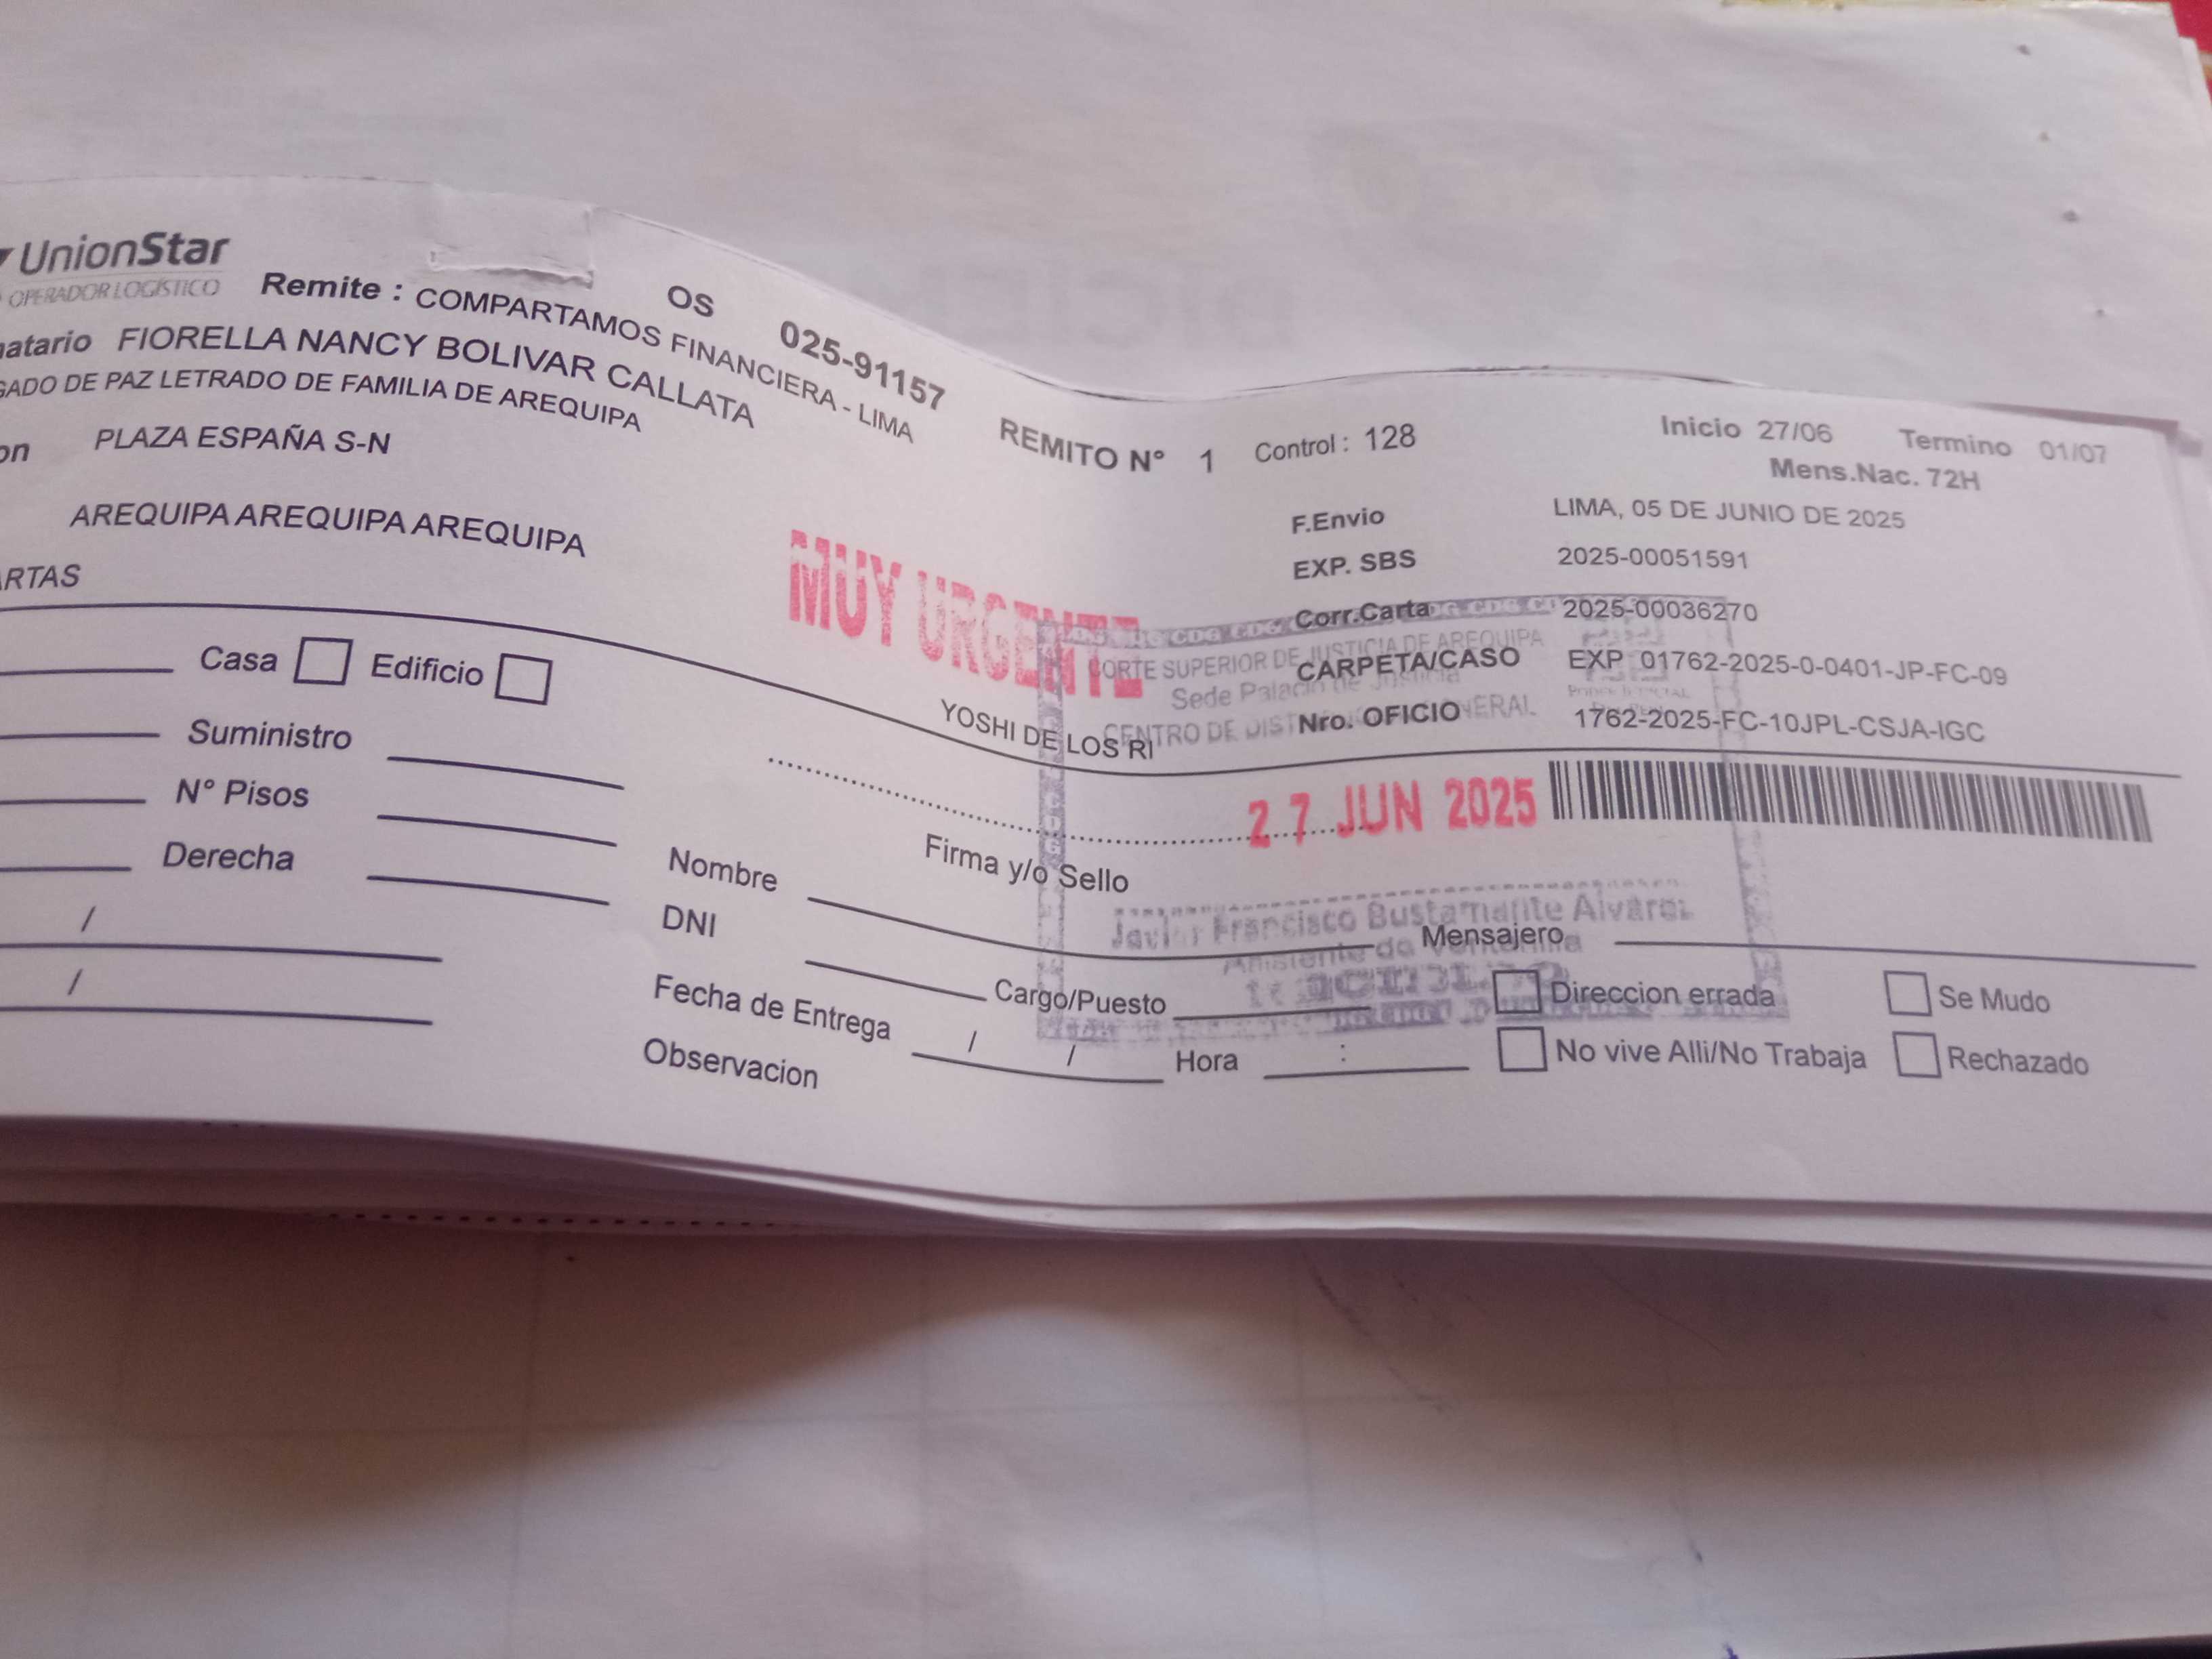 UnionStar
OPERADOR LOGÍSTICO
OS 025-91157
Remite : COMPARTAMOS FINANCIERA - LIMA
REMITO N° 1 Control : 128
Inicio 27/06 Termino 01/07
Mens.Nac. 72H
atario FIORELLA NANCY BOLIVAR CALLATA
GADO DE PAZ LETRADO DE FAMILIA DE AREQUIPA
on PLAZA ESPAÑA S-N
AREQUIPA AREQUIPA AREQUIPA
ARTAS
F.Envio LIMA, 05 DE JUNIO DE 2025
EXP. SBS 2025-00051591
Corr.Carta 2025-00036270
CARPETA/CASO EXP 01762-2025-0-0401-JP-FC-09
Nro. OFICIO 1762-2025-FC-10JPL-CSJA-IGC
MUY URGENTE
CORTE SUPERIOR DE JUSTICIA DE AREQUIPA
Sede Palacio de Justicia
CENTRO DE DIST GENERAL
YOSHI DE LOS RI
27 JUN 2025
Casa Edificio
Suministro
N° Pisos
Derecha
/
/
Firma y/o Sello
Javier Francisco Bustamante Alvarez
Nombre
Mensajero
DNI Cargo/Puesto
Fecha de Entrega / / Hora :
Observacion
Direccion errada Se Mudo
No vive Alli/No Trabaja Rechazado